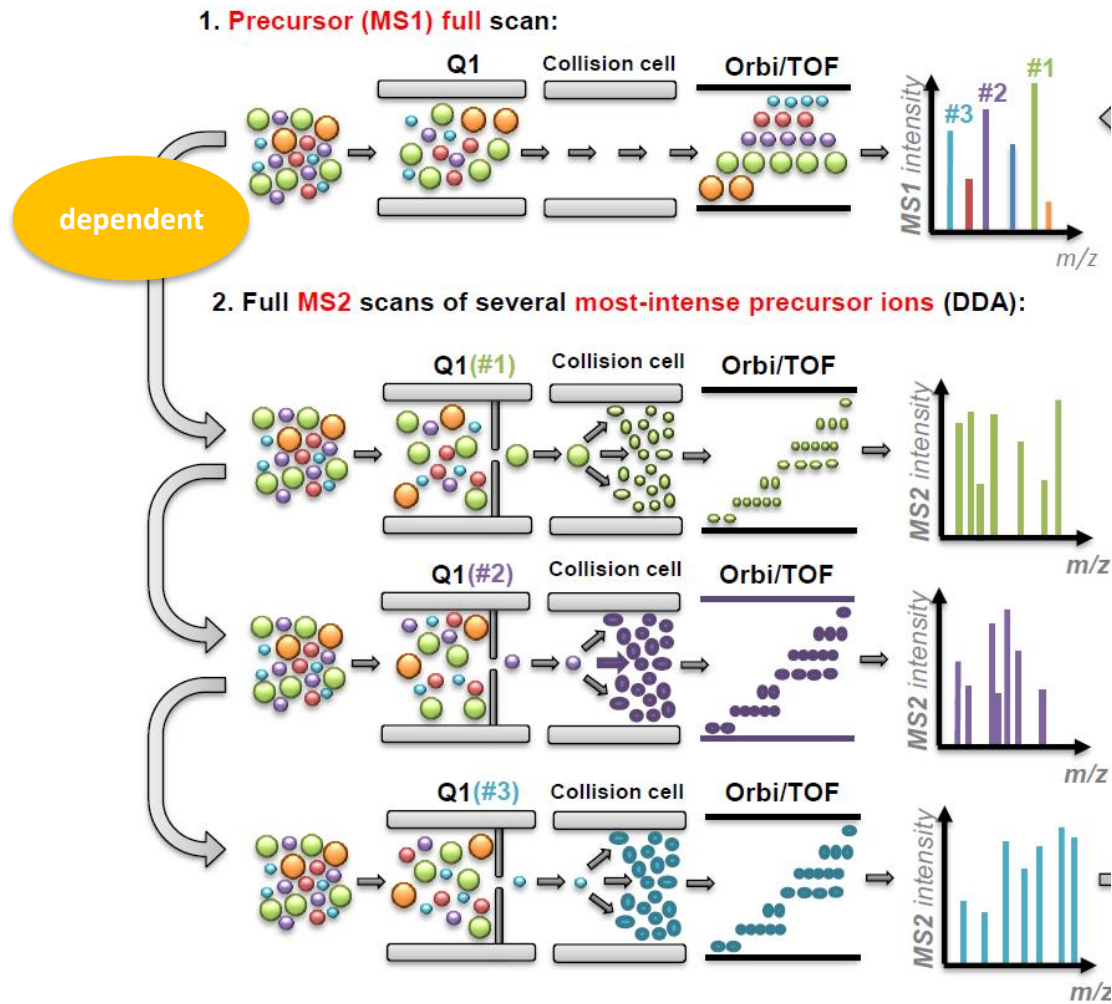 1. Precursor (MS1) full scan:
Q1
Collision cell
Orbi/TOF
#1
#2
#3
MS1 intensity
m/z
dependent
2. Full MS2 scans of several most-intense precursor ions (DDA):
Q1(#1)
Collision cell
Orbi/TOF
MS2 intensity
m/z
Q1(#2)
Collision cell
Orbi/TOF
MS2 intensity
m/z
Q1(#3)
Collision cell
Orbi/TOF
MS2 intensity
m/z